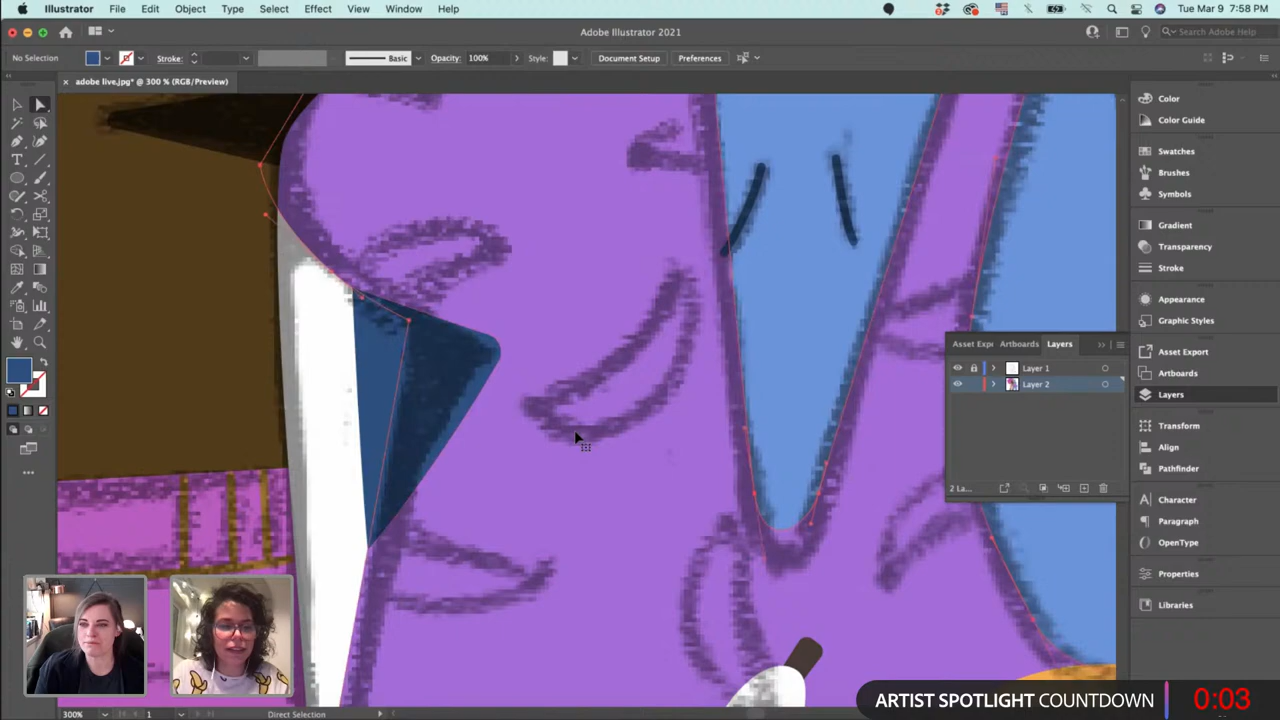 Illustrator File Edit Object Type Select Effect View Window Help Tue Mar 9 7:58 PM
Adobe Illustrator 2021
Search Adobe Help
No Selection Stroke: Basic Opacity: 100% Style: Document Setup Preferences
adobe live.jpg* @ 300 % (RGB/Preview)
Color
Color Guide
Swatches
Brushes
Symbols
Gradient
Transparency
Stroke
Appearance
Graphic Styles
Asset Expo Artboards Layers
Layer 1
Layer 2
2 La...
Asset Export
Artboards
Layers
Transform
Align
Pathfinder
Character
Paragraph
OpenType
Properties
Libraries
ARTIST SPOTLIGHT COUNTDOWN 0:03
300% 1 Direct Selection